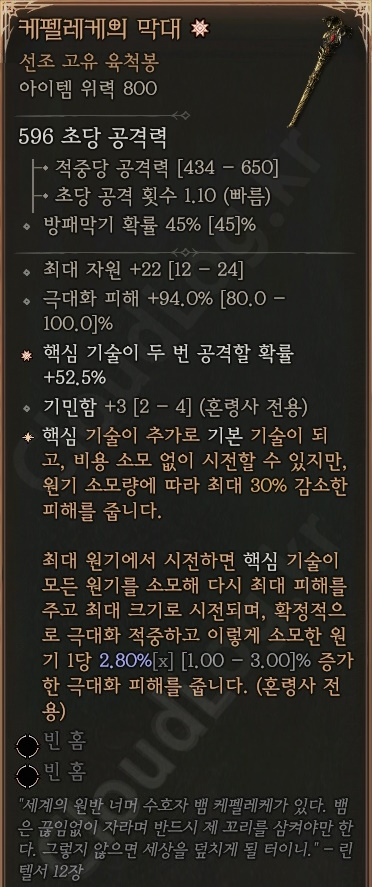 케펠레케의 막대
선조 고유 육척봉
아이템 위력 800
596 초당 공격력
적중당 공격력 [434 - 650]
초당 공격 횟수 1.10 (빠름)
방패막기 확률 45% [45]%
최대 자원 +22 [12 - 24]
극대화 피해 +94.0% [80.0 -
100.0]%
핵심 기술이 두 번 공격할 확률
+52.5%
기민함 +3 [2 - 4] (혼령사 전용)
핵심 기술이 추가로 기본 기술이 되
고, 비용 소모 없이 시전할 수 있지만,
원기 소모량에 따라 최대 30% 감소한
피해를 줍니다.
최대 원기에서 시전하면 핵심 기술이
모든 원기를 소모해 다시 최대 피해를
주고 최대 크기로 시전되며, 확정적으
로 극대화 적중하고 이렇게 소모한 원
기 1당 2.80%[x] [1.00 - 3.00]% 증가
한 극대화 피해를 줍니다. (혼령사 전
용)
빈 홈
빈 홈
"세계의 원반 너머 수호자 뱀 케펠레케가 있다. 뱀
은 끊임없이 자라며 반드시 제 꼬리를 삼켜야만 한
다. 그렇지 않으면 세상을 덮치게 될 터이니." - 린
텔서 12장
CloudLog.kr
CloudLog.kr